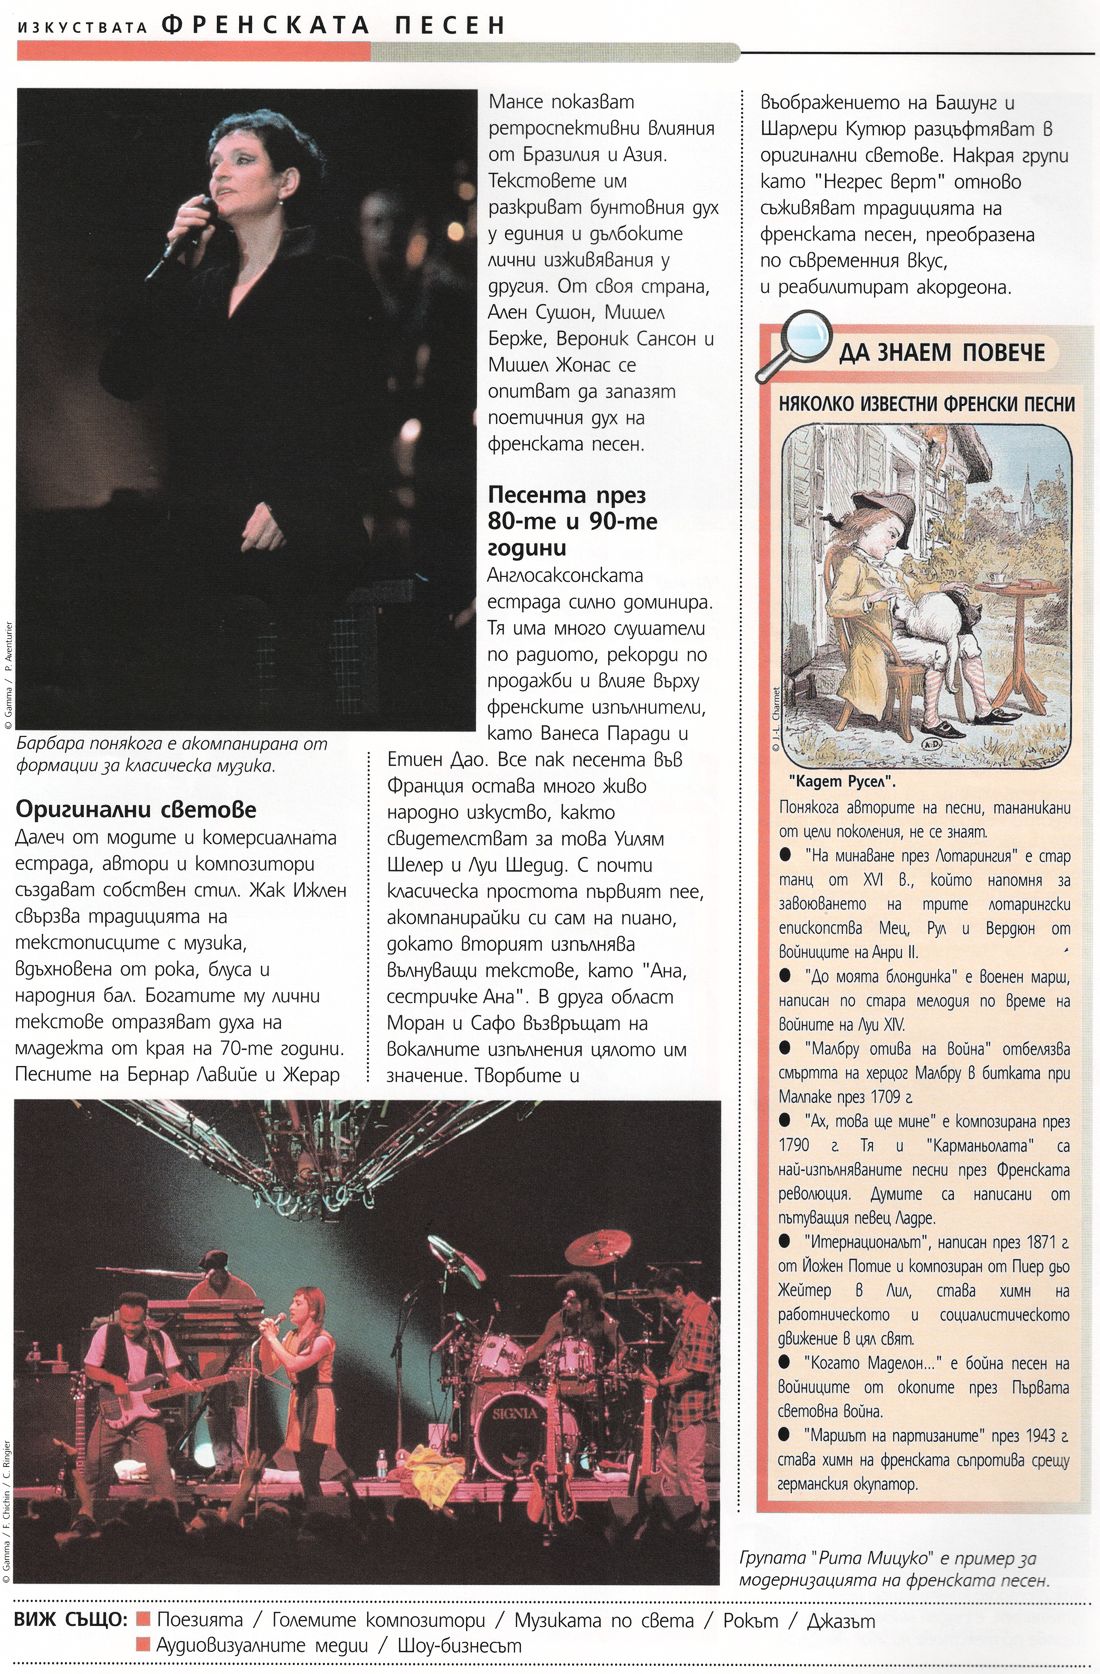 ИЗКУСТВАТА ФРЕНСКАТА ПЕСЕН
© Gamma / P. Aventurier
Барбара понякога е акомпанирана от
формации за класическа музика.
Оригинални светове
Далеч от модите и комерсиалната
естрада, автори и композитори
създават собствен стил. Жак Ижлен
свързва традицията на
текстописците с музика,
вдъхновена от рока, блуса и
народния бал. Богатите му лични
текстове отразяват духа на
младежта от края на 70-те години.
Песните на Бернар Лавийе и Жерар
Мансе показват
ретроспективни влияния
от Бразилия и Азия.
Текстовете им
разкриват бунтовния дух
у единия и дълбоките
лични изживявания у
другия. От своя страна,
Ален Сушон, Мишел
Берже, Вероник Сансон и
Мишел Жонас се
опитват да запазят
поетичния дух на
френската песен.
Песента през
80-те и 90-те
години
Англосаксонската
естрада силно доминира.
Тя има много слушатели
по радиото, рекорди по
продажби и влияе върху
френските изпълнители,
като Ванеса Паради и
Етиен Дао. Все пак песента във
Франция остава много живо
народно изкуство, както
свидетелстват за това Уилям
Шелер и Луи Шедид. С почти
класическа простота първият пее,
акомпанирайки си сам на пиано,
докато вторият изпълнява
вълнуващи текстове, като "Ана,
сестричке Ана". В друга област
Моран и Сафо възвръщат на
вокалните изпълнения цялото им
значение. Творбите и
въображението на Башунг и
Шарлери Кутюр разцъфтяват в
оригинални светове. Накрая групи
като "Негрес верт" отново
съживяват традицията на
френската песен, преобразена
по съвременния вкус,
и реабилитират акордеона.
ДА ЗНАЕМ ПОВЕЧЕ
НЯКОЛКО ИЗВЕСТНИ ФРЕНСКИ ПЕСНИ
© J.-L. Charmet
A.D.
"Кадет Русел".
Понякога авторите на песни, тананикани
от цели поколения, не се знаят.
● "На минаване през Лотарингия" е стар
танц от XVI в., който напомня за
завоюването на трите лотарингски
епископства Мец, Рул и Вердюн от
войниците на Анри II.
● "До моята блондинка" е военен марш,
написан по стара мелодия по време на
войните на Луи XIV.
● "Малбру отива на война" отбелязва
смъртта на херцог Малбру в битката при
Малпаке през 1709 г.
● "Ах, това ще мине" е композирана през
1790 г. Тя и "Карманьолата" са
най-изпълняваните песни през Френската
революция. Думите са написани от
пътуващия певец Ладре.
● "Итернационалът", написан през 1871 г.
от Йожен Потие и композиран от Пиер дьо
Жейтер в Лил, става химн на
работническото и социалистическото
движение в цял свят.
● "Когато Маделон..." е бойна песен на
войниците от окопите през Първата
световна война.
● "Маршът на партизаните" през 1943 г.
става химн на френската съпротива срещу
германския окупатор.
SIGNIA
© Gamma / F. Chichin / C. Ringier
Групата "Рита Мицуко" е пример за
модернизацията на френската песен.
ВИЖ СЪЩО: Поезията / Големите композитори / Музиката по света / Рокът / Джазът
Аудиовизуалните медии / Шоу-бизнесът